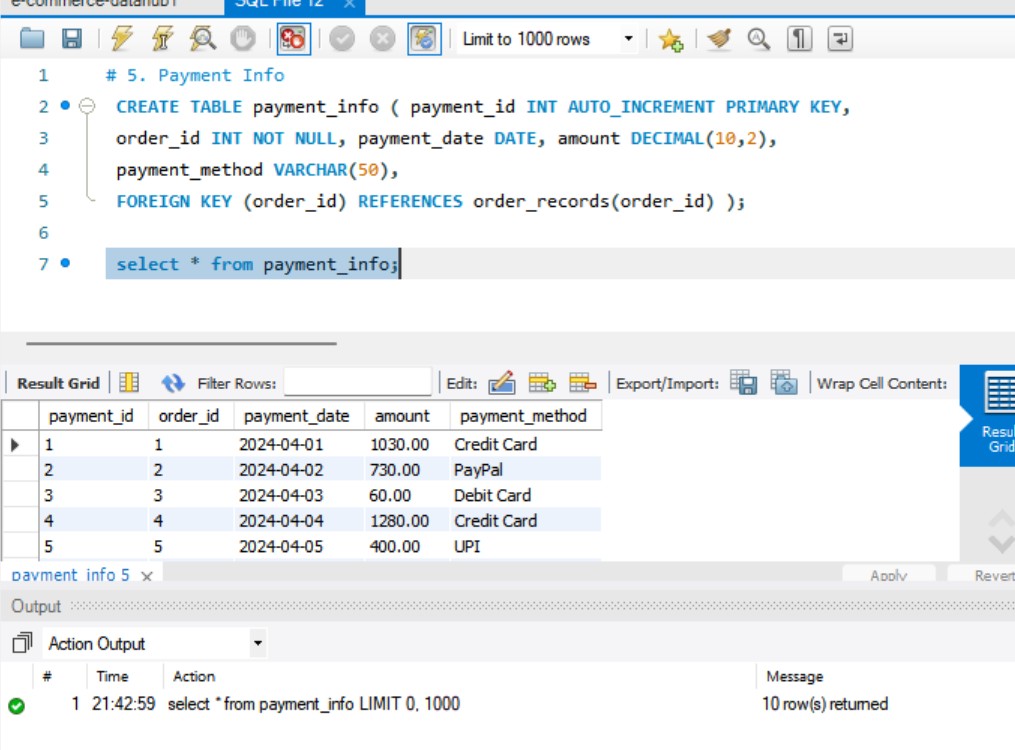 e-commerce-datahub1 SQL File 12
Limit to 1000 rows
1 # 5. Payment Info
2 CREATE TABLE payment_info ( payment_id INT AUTO_INCREMENT PRIMARY KEY,
3 order_id INT NOT NULL, payment_date DATE, amount DECIMAL(10,2),
4 payment_method VARCHAR(50),
5 FOREIGN KEY (order_id) REFERENCES order_records(order_id) );
6
7 select * from payment_info;
Result Grid Filter Rows: Edit: Export/Import: Wrap Cell Content:
Result
Grid
payment_id order_id payment_date amount payment_method
1 1 2024-04-01 1030.00 Credit Card
2 2 2024-04-02 730.00 PayPal
3 3 2024-04-03 60.00 Debit Card
4 4 2024-04-04 1280.00 Credit Card
5 5 2024-04-05 400.00 UPI
payment_info 5 Apply Revert
Output
Action Output
# Time Action Message
1 21:42:59 select * from payment_info LIMIT 0, 1000 10 row(s) returned